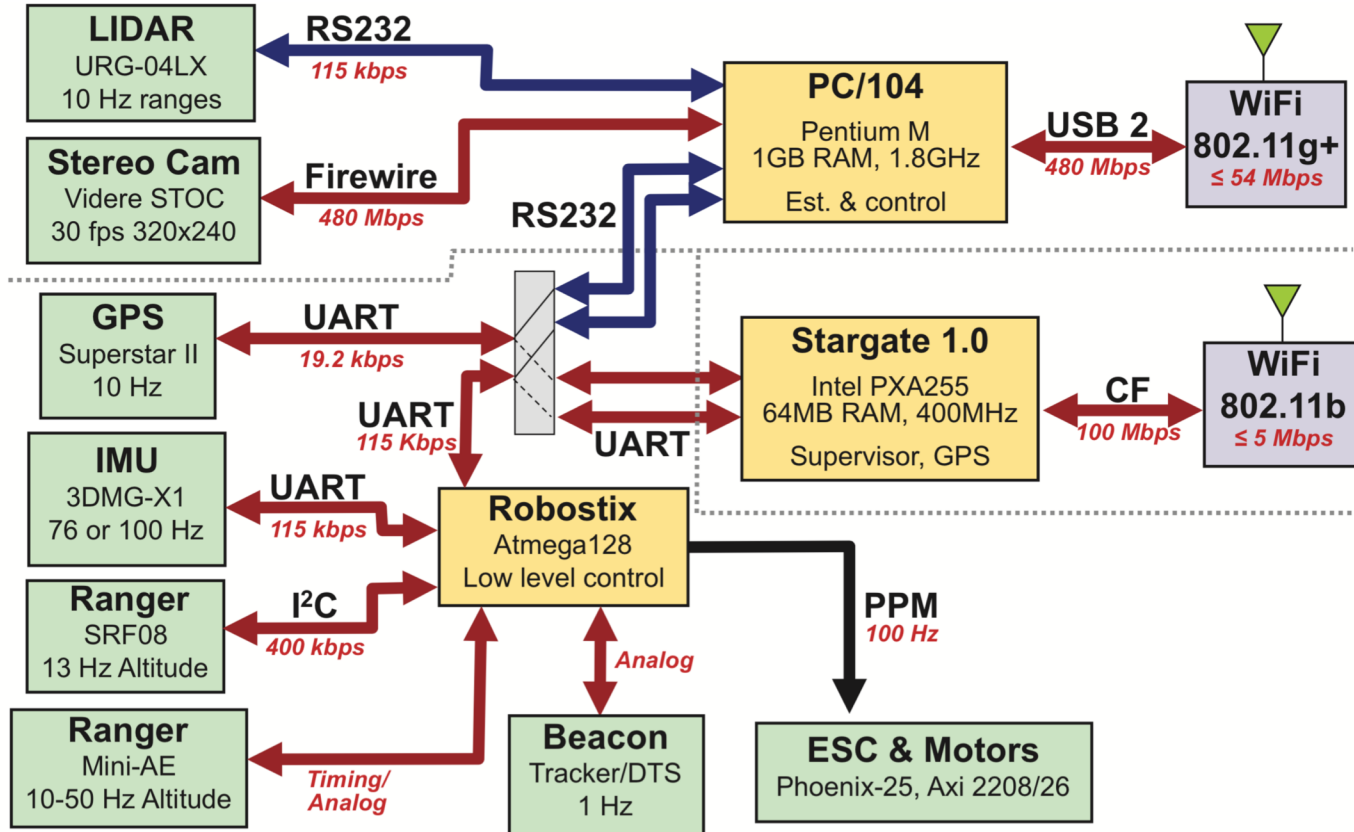 LIDAR
URG-04LX
10 Hz ranges
RS232
115 kbps
PC/104
Pentium M
1GB RAM, 1.8GHz
Est. & control
USB 2
480 Mbps
WiFi
802.11g+
≤ 54 Mbps
Stereo Cam
Videre STOC
30 fps 320x240
Firewire
480 Mbps
RS232
GPS
Superstar II
10 Hz
UART
19.2 kbps
UART
115 Kbps
UART
Stargate 1.0
Intel PXA255
64MB RAM, 400MHz
Supervisor, GPS
CF
100 Mbps
WiFi
802.11b
≤ 5 Mbps
IMU
3DMG-X1
76 or 100 Hz
UART
115 kbps
Robostix
Atmega128
Low level control
PPM
100 Hz
Ranger
SRF08
13 Hz Altitude
I²C
400 kbps
Analog
Ranger
Mini-AE
10-50 Hz Altitude
Timing/
Analog
Beacon
Tracker/DTS
1 Hz
ESC & Motors
Phoenix-25, Axi 2208/26